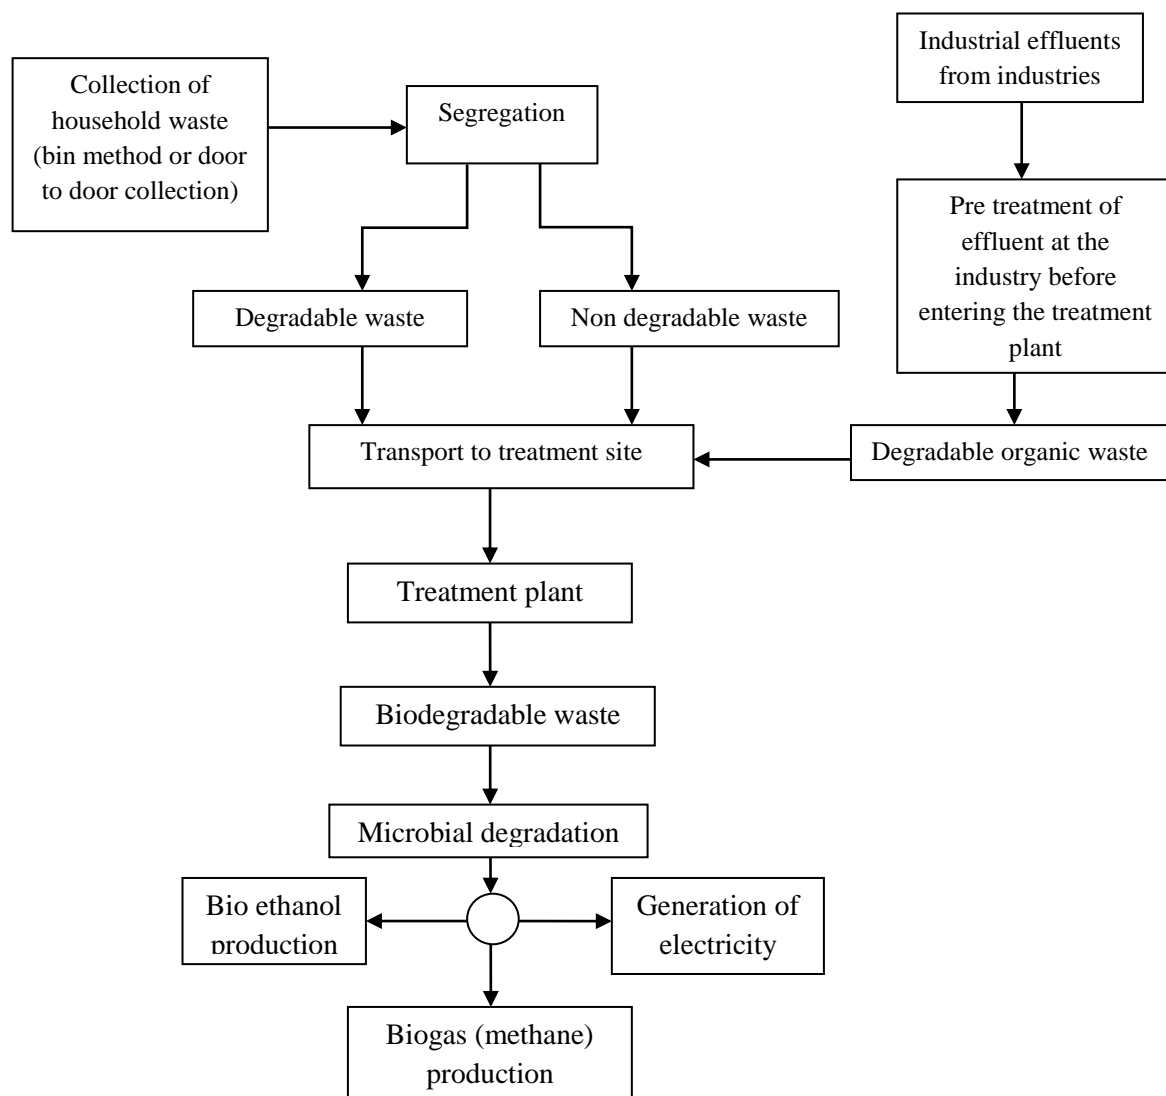 Collection of
household waste
(bin method or door
to door collection)
Segregation
Industrial effluents
from industries
Pre treatment of
effluent at the
industry before
entering the treatment
plant
Degradable waste
Non degradable waste
Transport to treatment site
Degradable organic waste
Treatment plant
Biodegradable waste
Microbial degradation
Bio ethanol
production
Generation of
electricity
Biogas (methane)
production